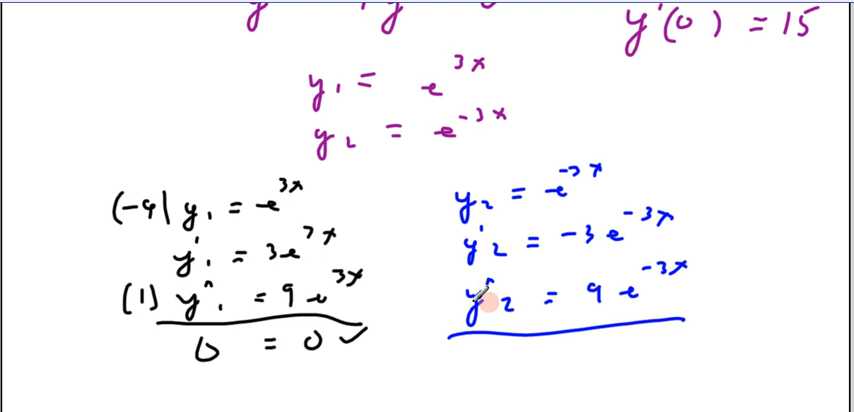 y'(0) = 15
y₁ = e^{3x}
y₂ = e^{-3x}
(-9) y₁ = e^{3x}
y'₁ = 3e^{3x}
(1) y''₁ = 9e^{3x}
0 = 0 ✓
y₂ = e^{-3x}
y'₂ = -3e^{-3x}
y''₂ = 9e^{-3x}